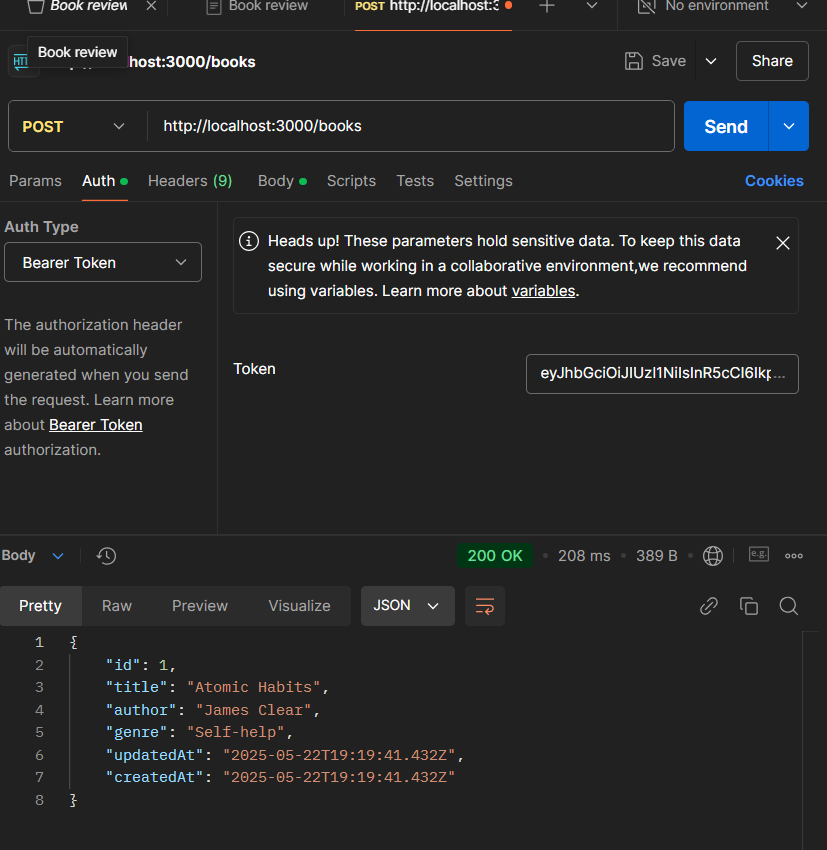 Book review
Book review
POST http://localhost:3
No environment
Book review
host:3000/books
Save
Share
POST
http://localhost:3000/books
Send
Params
Auth
Headers (9)
Body
Scripts
Tests
Settings
Cookies
Auth Type
Bearer Token
The authorization header
will be automatically
generated when you send
the request. Learn more
about Bearer Token
authorization.
Heads up! These parameters hold sensitive data. To keep this data
secure while working in a collaborative environment,we recommend
using variables. Learn more about variables.
Token
eyJhbGciOiJIUzI1NiIsInR5cCI6Ikp...
Body
200 OK
208 ms
389 B
e.g.
Pretty
Raw
Preview
Visualize
JSON
1 {
2 "id": 1,
3 "title": "Atomic Habits",
4 "author": "James Clear",
5 "genre": "Self-help",
6 "updatedAt": "2025-05-22T19:19:41.432Z",
7 "createdAt": "2025-05-22T19:19:41.432Z"
8 }